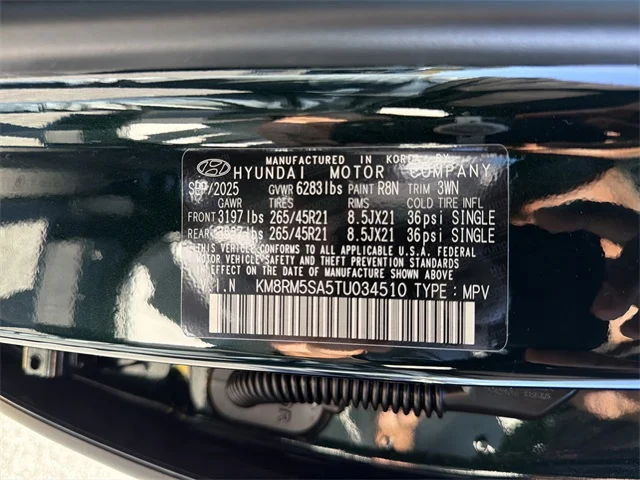 MANUFACTURED IN KOREA BY
HYUNDAI MOTOR COMPANY
SEP/2025 GVWR 6283lbs PAINT R8N TRIM 3WN
GAWR TIRES RIMS COLD TIRE INFL
FRONT 3197lbs 265/45R21 8.5JX21 36psi SINGLE
REAR lbs 265/45R21 8.5JX21 36psi SINGLE
THIS VEHICLE CONFORMS TO ALL APPLICABLE U.S.A. FEDERAL
MOTOR VEHICLE SAFETY AND THEFT PREVENTION STANDARDS
IN EFFECT ON THE DATE OF MANUFACTURE SHOWN ABOVE.
V.I.N KM8RM5SA5TU034510 TYPE : MPV